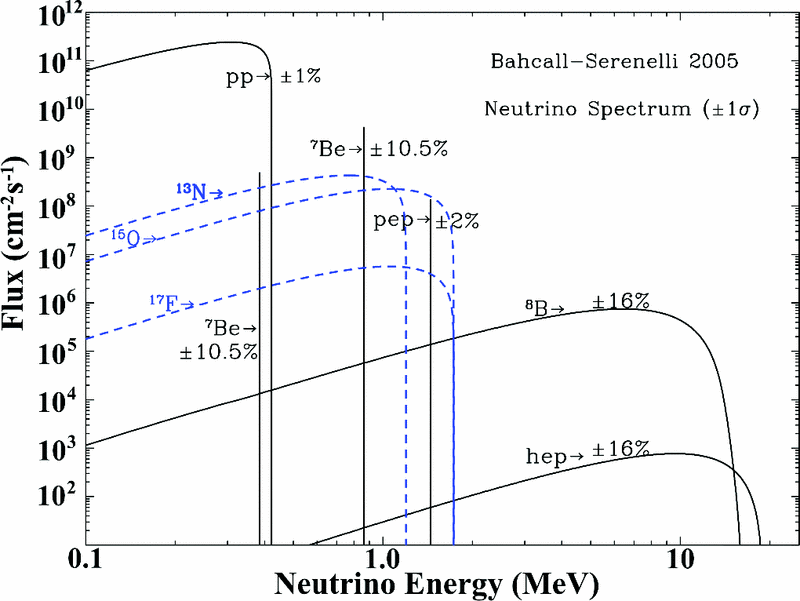 10¹²
10¹¹
10¹⁰
10⁹
10⁸
10⁷
10⁶
10⁵
10⁴
10³
10²
Flux (cm⁻²s⁻¹)
Bahcall–Serenelli 2005
Neutrino Spectrum (±1σ)
pp→ ±1%
⁷Be→ ±10.5%
¹³N→
pep→ ±2%
¹⁵O→
¹⁷F→
⁷Be→
±10.5%
⁸B→ ±16%
hep→ ±16%
0.1 1.0 10
Neutrino Energy (MeV)